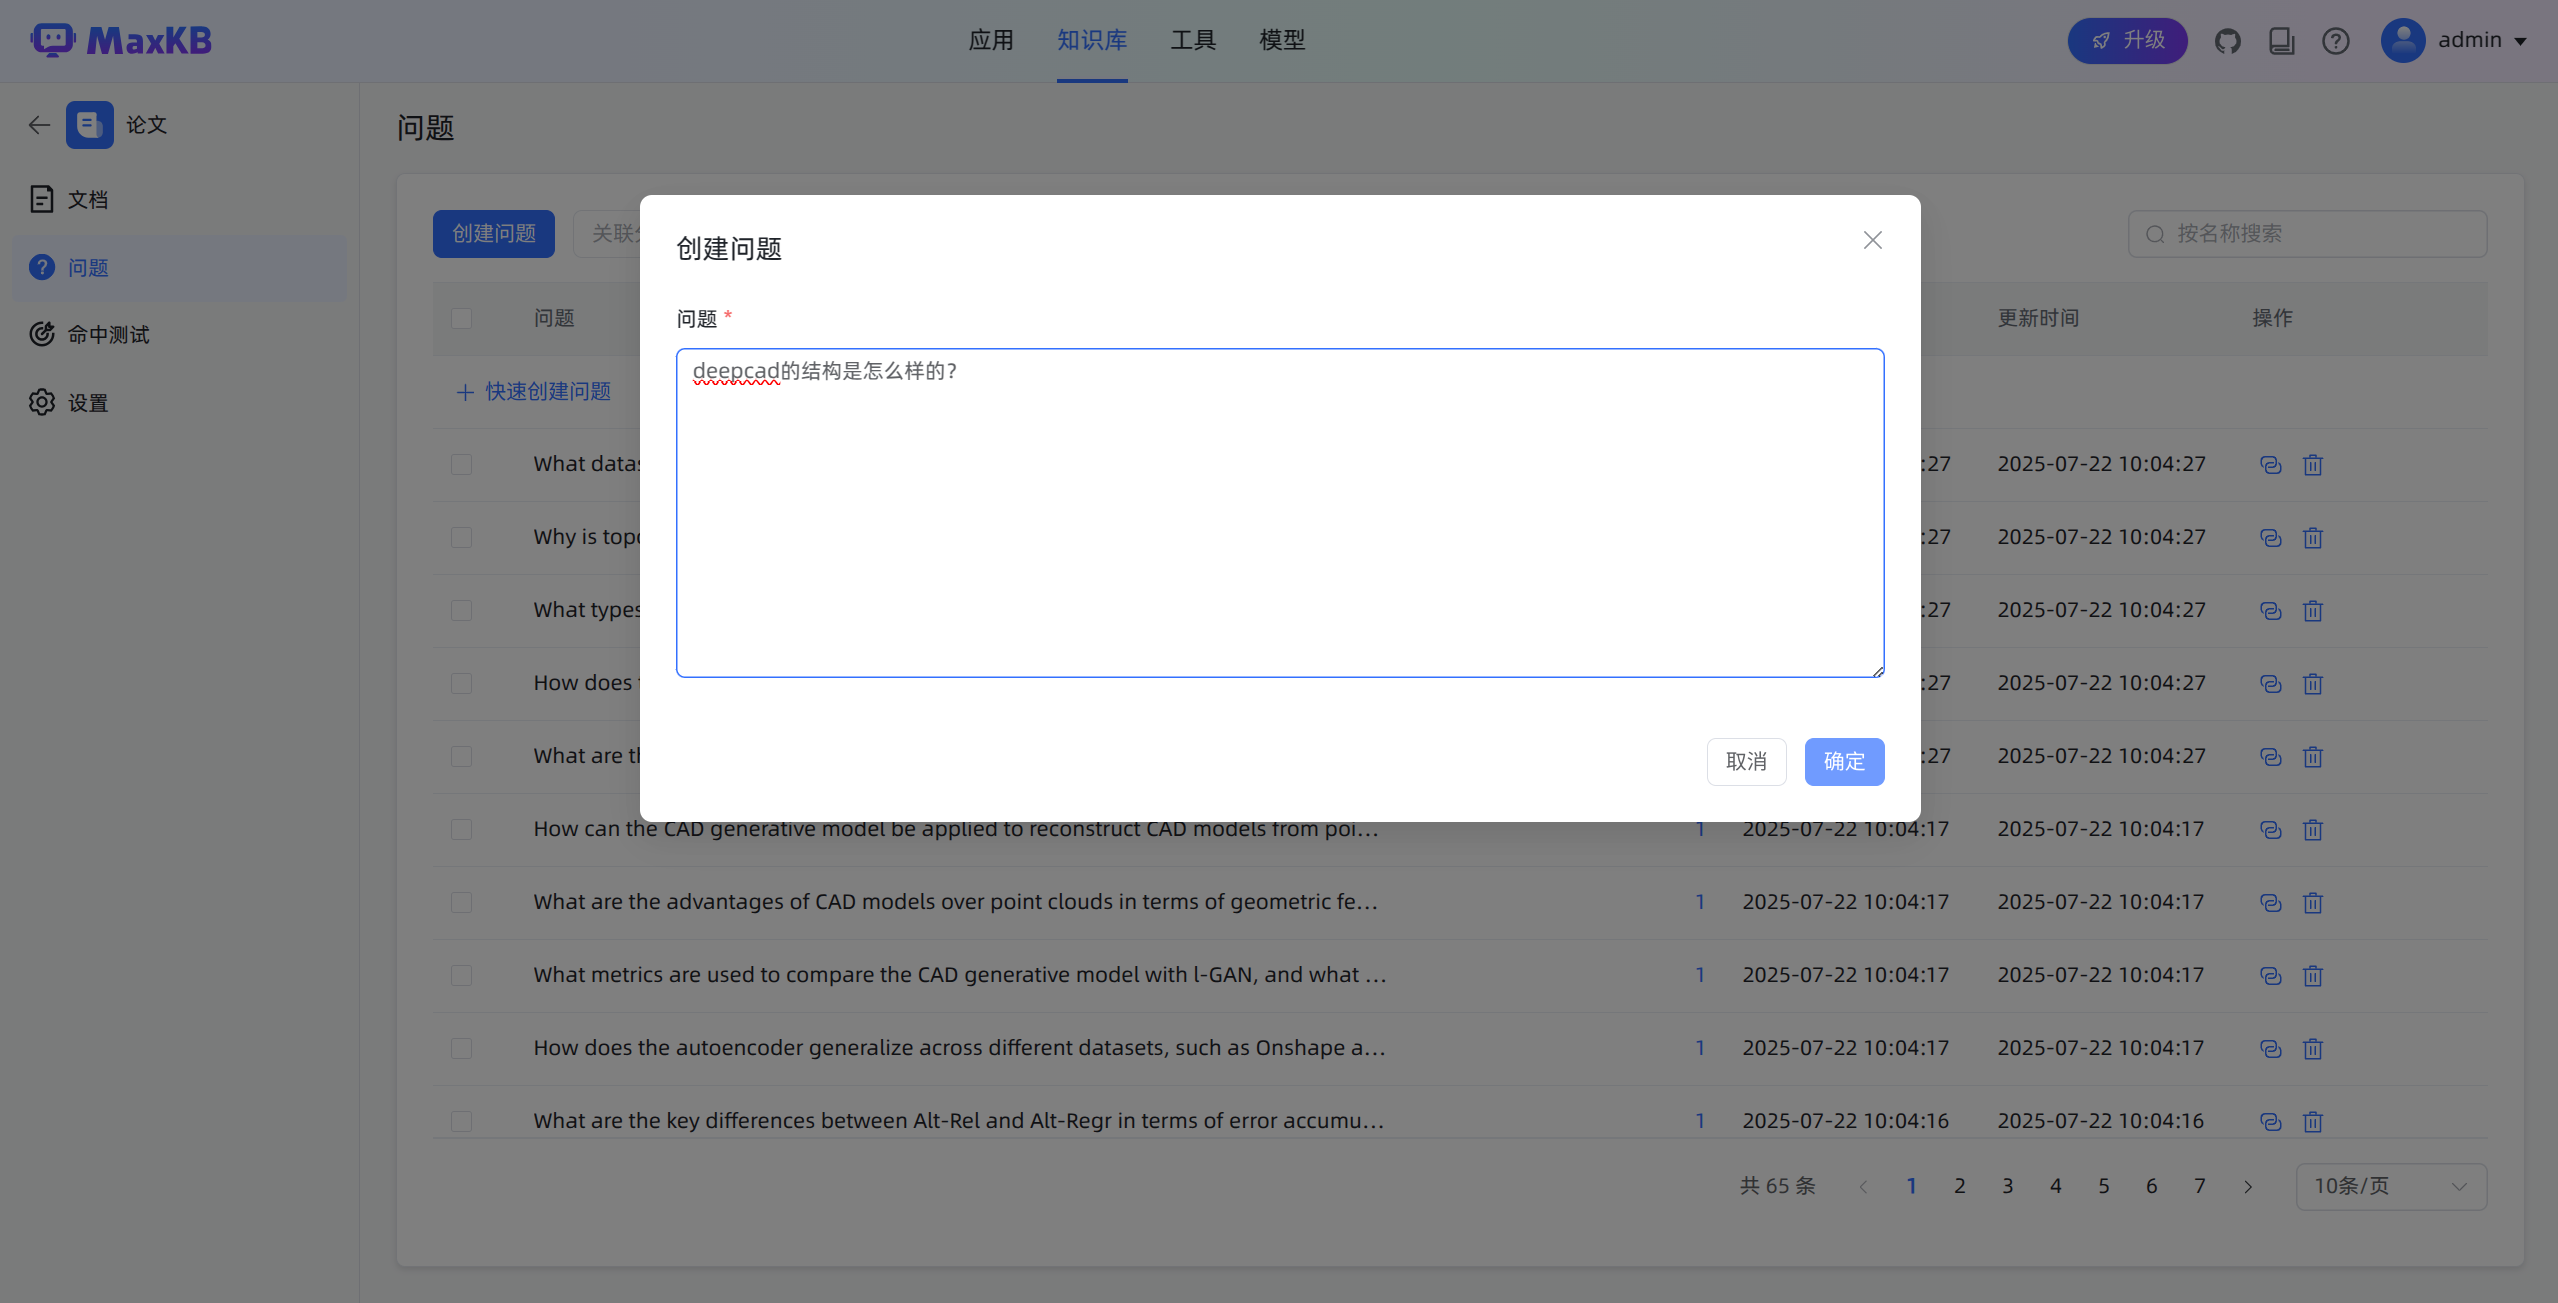 MaxKB
应用 知识库 工具 模型
升级
admin
论文
文档
问题
命中测试
设置
问题
创建问题
按名称搜索
问题 更新时间 操作
快速创建问题
创建问题
问题 *
deepcad的结构是怎么样的?
取消 确定
:27 2025-07-22 10:04:27
Why is :27 2025-07-22 10:04:27
What types :27 2025-07-22 10:04:27
How does :27 2025-07-22 10:04:27
What are :27 2025-07-22 10:04:27
How can the CAD generative model be applied to reconstruct CAD models from poi... 1 2025-07-22 10:04:17 2025-07-22 10:04:17
What are the advantages of CAD models over point clouds in terms of geometric fe... 1 2025-07-22 10:04:17 2025-07-22 10:04:17
What metrics are used to compare the CAD generative model with l-GAN, and what ... 1 2025-07-22 10:04:17 2025-07-22 10:04:17
How does the autoencoder generalize across different datasets, such as Onshape a... 1 2025-07-22 10:04:17 2025-07-22 10:04:17
What are the key differences between Alt-Rel and Alt-Regr in terms of error accumu... 1 2025-07-22 10:04:16 2025-07-22 10:04:16
共 65 条 1 2 3 4 5 6 7 10条/页